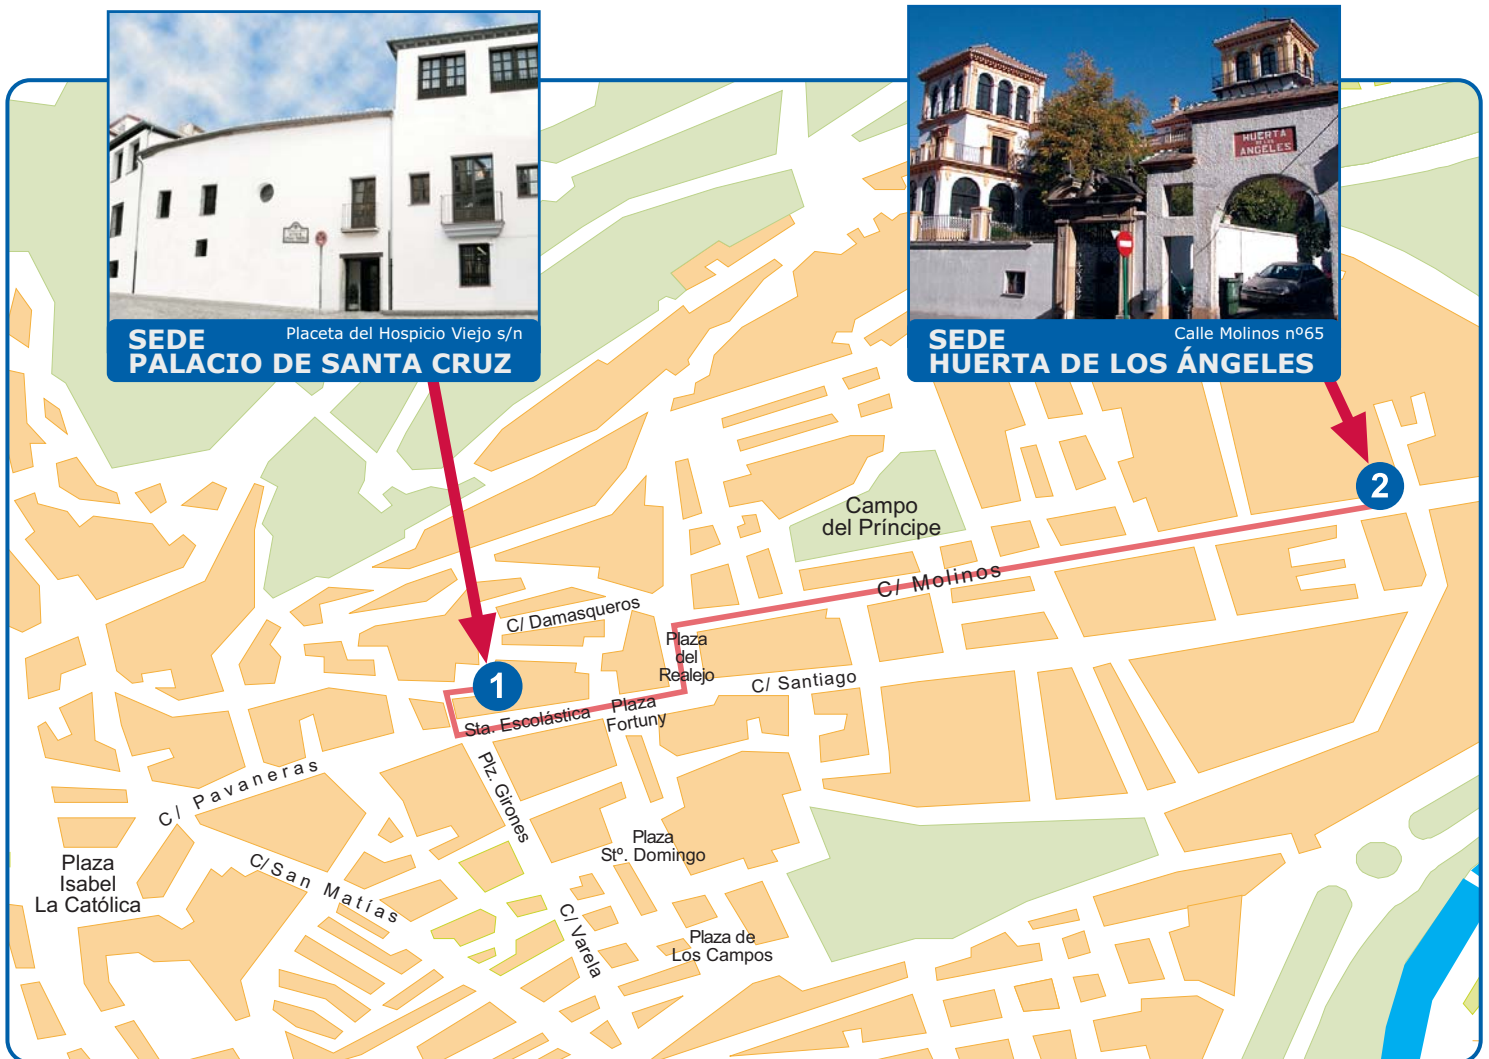 HUERTA
DE LOS
ANGELES
SEDE
Placeta del Hospicio Viejo s/n
PALACIO DE SANTA CRUZ
SEDE
Calle Molinos nº65
HUERTA DE LOS ÁNGELES
2
Campo
del Príncipe
C/ Molinos
C/ Damasqueros
Plaza
del
Realejo
1
C/ Santiago
Sta. Escolástica
Plaza
Fortuny
C/ Pavaneras
Plz. Girones
Plaza
Stº. Domingo
Plaza
Isabel
La Católica
C/San Matías
C/ Varela
Plaza de
Los Campos